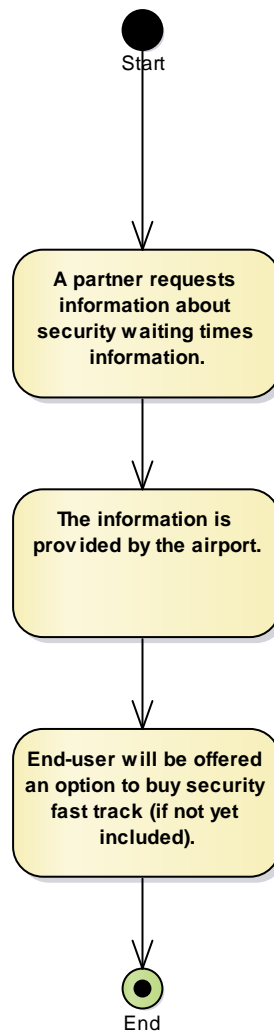 Start
A partner requests
information about
security waiting times
information.
The information is
provided by the airport.
End-user will be offered
an option to buy security
fast track (if not yet
included).
End